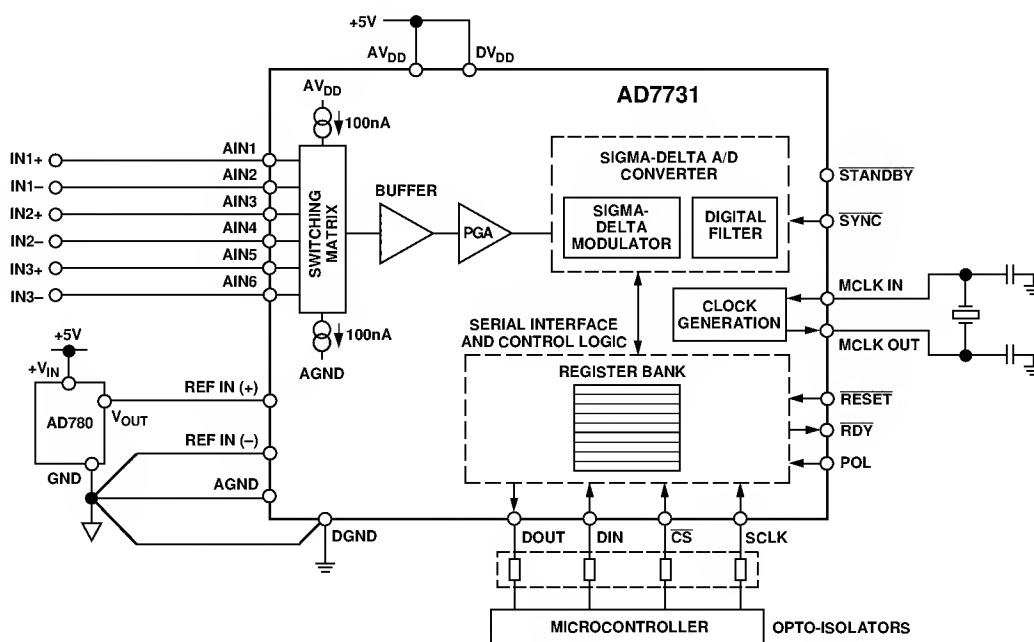 +5V
AVDD
DVDD
AD7731
AVDD
100nA
IN1+
IN1–
IN2+
IN2–
IN3+
IN3–
AIN1
AIN2
AIN3
AIN4
AIN5
AIN6
SWITCHING
MATRIX
BUFFER
PGA
SIGMA-DELTA A/D
CONVERTER
SIGMA-
DELTA
MODULATOR
DIGITAL
FILTER
STANDBY
SYNC
100nA
AGND
CLOCK
GENERATION
MCLK IN
MCLK OUT
SERIAL INTERFACE
AND CONTROL LOGIC
REGISTER BANK
RESET
RDY
POL
+5V
+VIN
AD780
VOUT
GND
REF IN (+)
REF IN (–)
AGND
DGND
DOUT
DIN
CS
SCLK
MICROCONTROLLER
OPTO-ISOLATORS